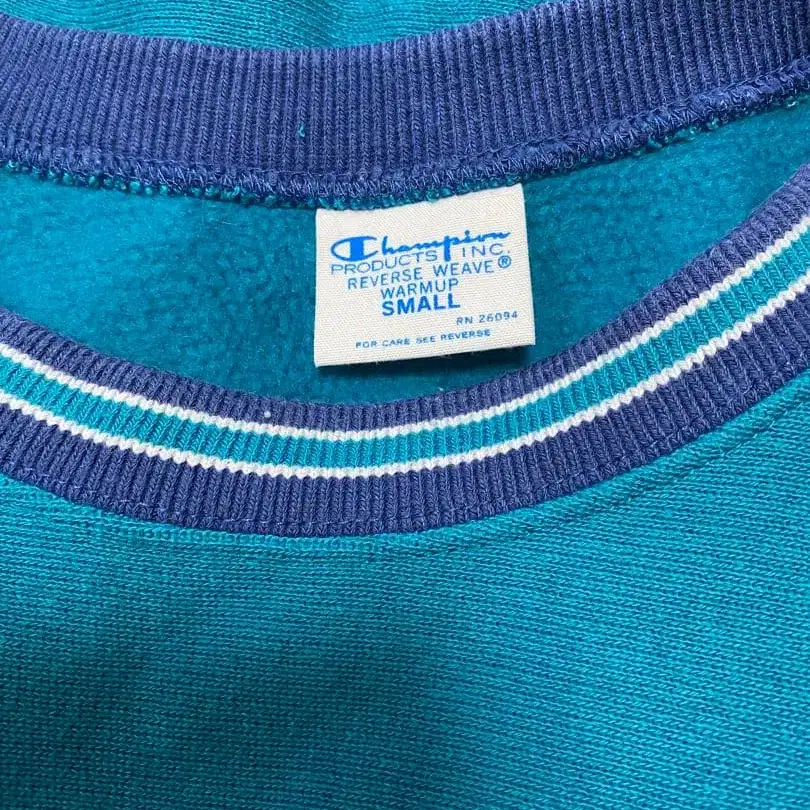 Champion
PRODUCTS INC.
REVERSE WEAVE®
WARMUP
SMALL
RN 26094
FOR CARE SEE REVERSE